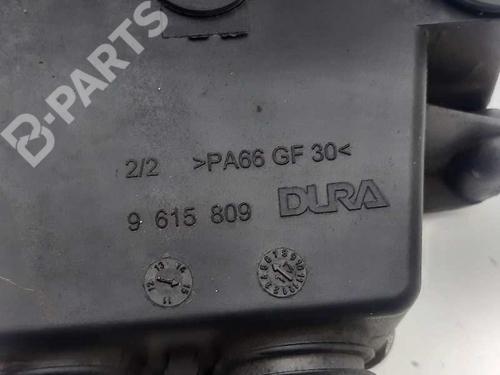 B-PARTS
2/2 >PA66 GF 30<
9 615 809 DURA